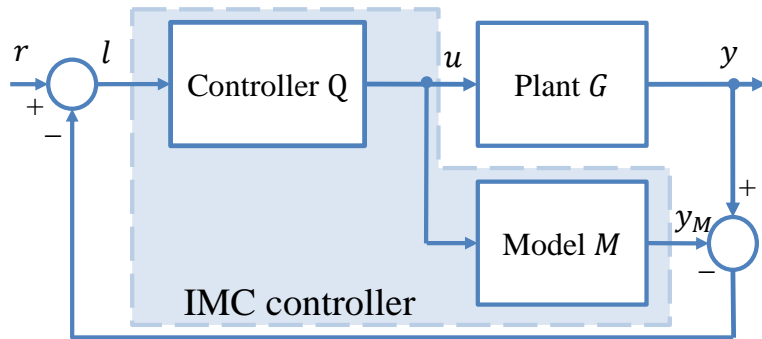 r
l
Controller Q
u
Plant G
y
+
−
+
Model M
y_M
−
IMC controller